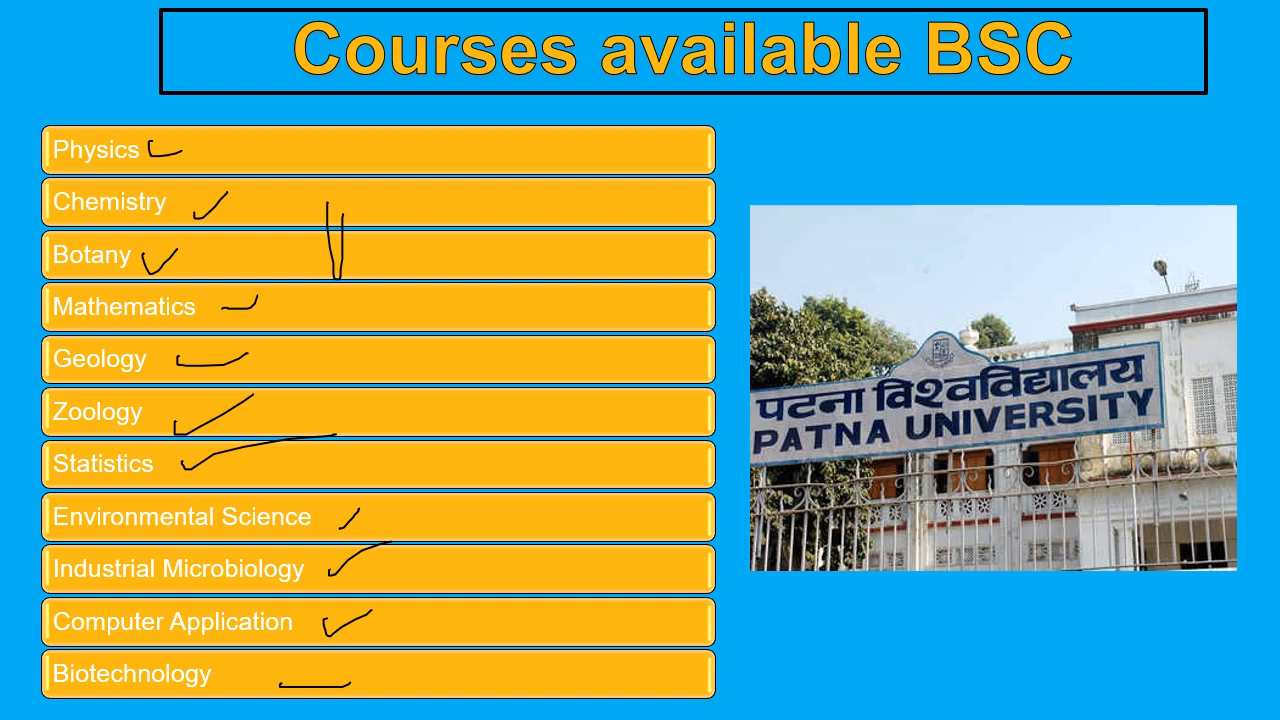 Courses available BSC
Physics
Chemistry
Botany
Mathematics
Geology
Zoology
Statistics
Environmental Science
Industrial Microbiology
Computer Application
Biotechnology
पटना विश्वविद्यालय
PATNA UNIVERSITY